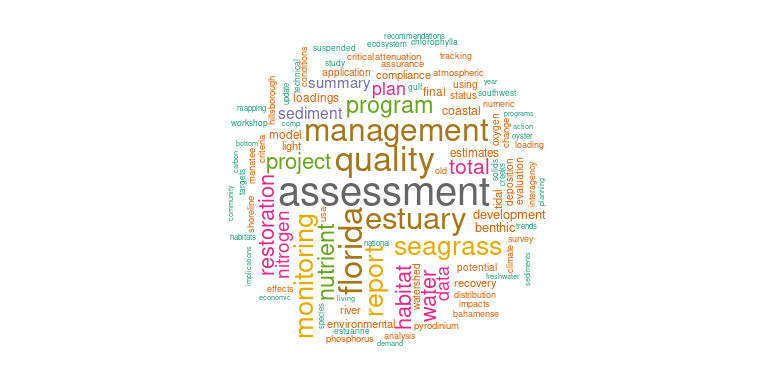 recommendations
ecosystem chlorophylla
suspended
critical attenuation tracking
study assurance
conditions technical application compliance atmospheric
summary plan gulf final using year
hillsborough update loadings status southwest
mapping program coastal numeric
workshop ccmp sediment management oxygen change programs action
model oyster
bottom criteria light quality estimates loading
carbon manatee project old total solids creeks deposition evaluation interagency
targets assessment tidal planning
community shoreline restoration nitrogen usa florida estuary development
habitats monitoring nutrient national seagrass benthic trends
survey
implications report habitat water data watershed potential climate sediments
freshwater
effects recovery
economic living distribution
species river impacts
bahamense
environmental pyrodinium
estuarine
phosphorus analysis
demand